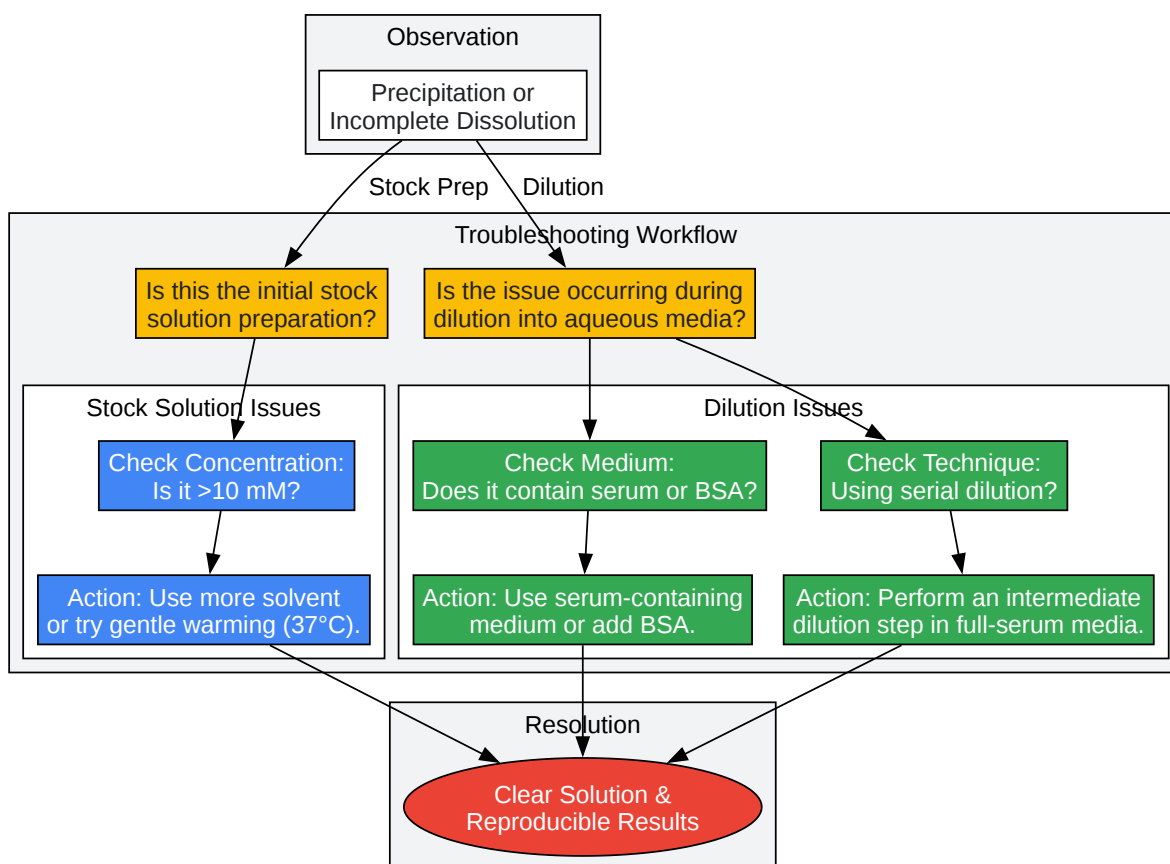 Observation
Precipitation or
Incomplete Dissolution
Stock Prep
Dilution
Troubleshooting Workflow
Is this the initial stock
solution preparation?
Is the issue occurring during
dilution into aqueous media?
Stock Solution Issues
Dilution Issues
Check Concentration:
Is it >10 mM?
Check Medium:
Does it contain serum or BSA?
Check Technique:
Using serial dilution?
Action: Use more solvent
or try gentle warming (37°C).
Action: Use serum-containing
medium or add BSA.
Action: Perform an intermediate
dilution step in full-serum media.
Resolution
Clear Solution &
Reproducible Results